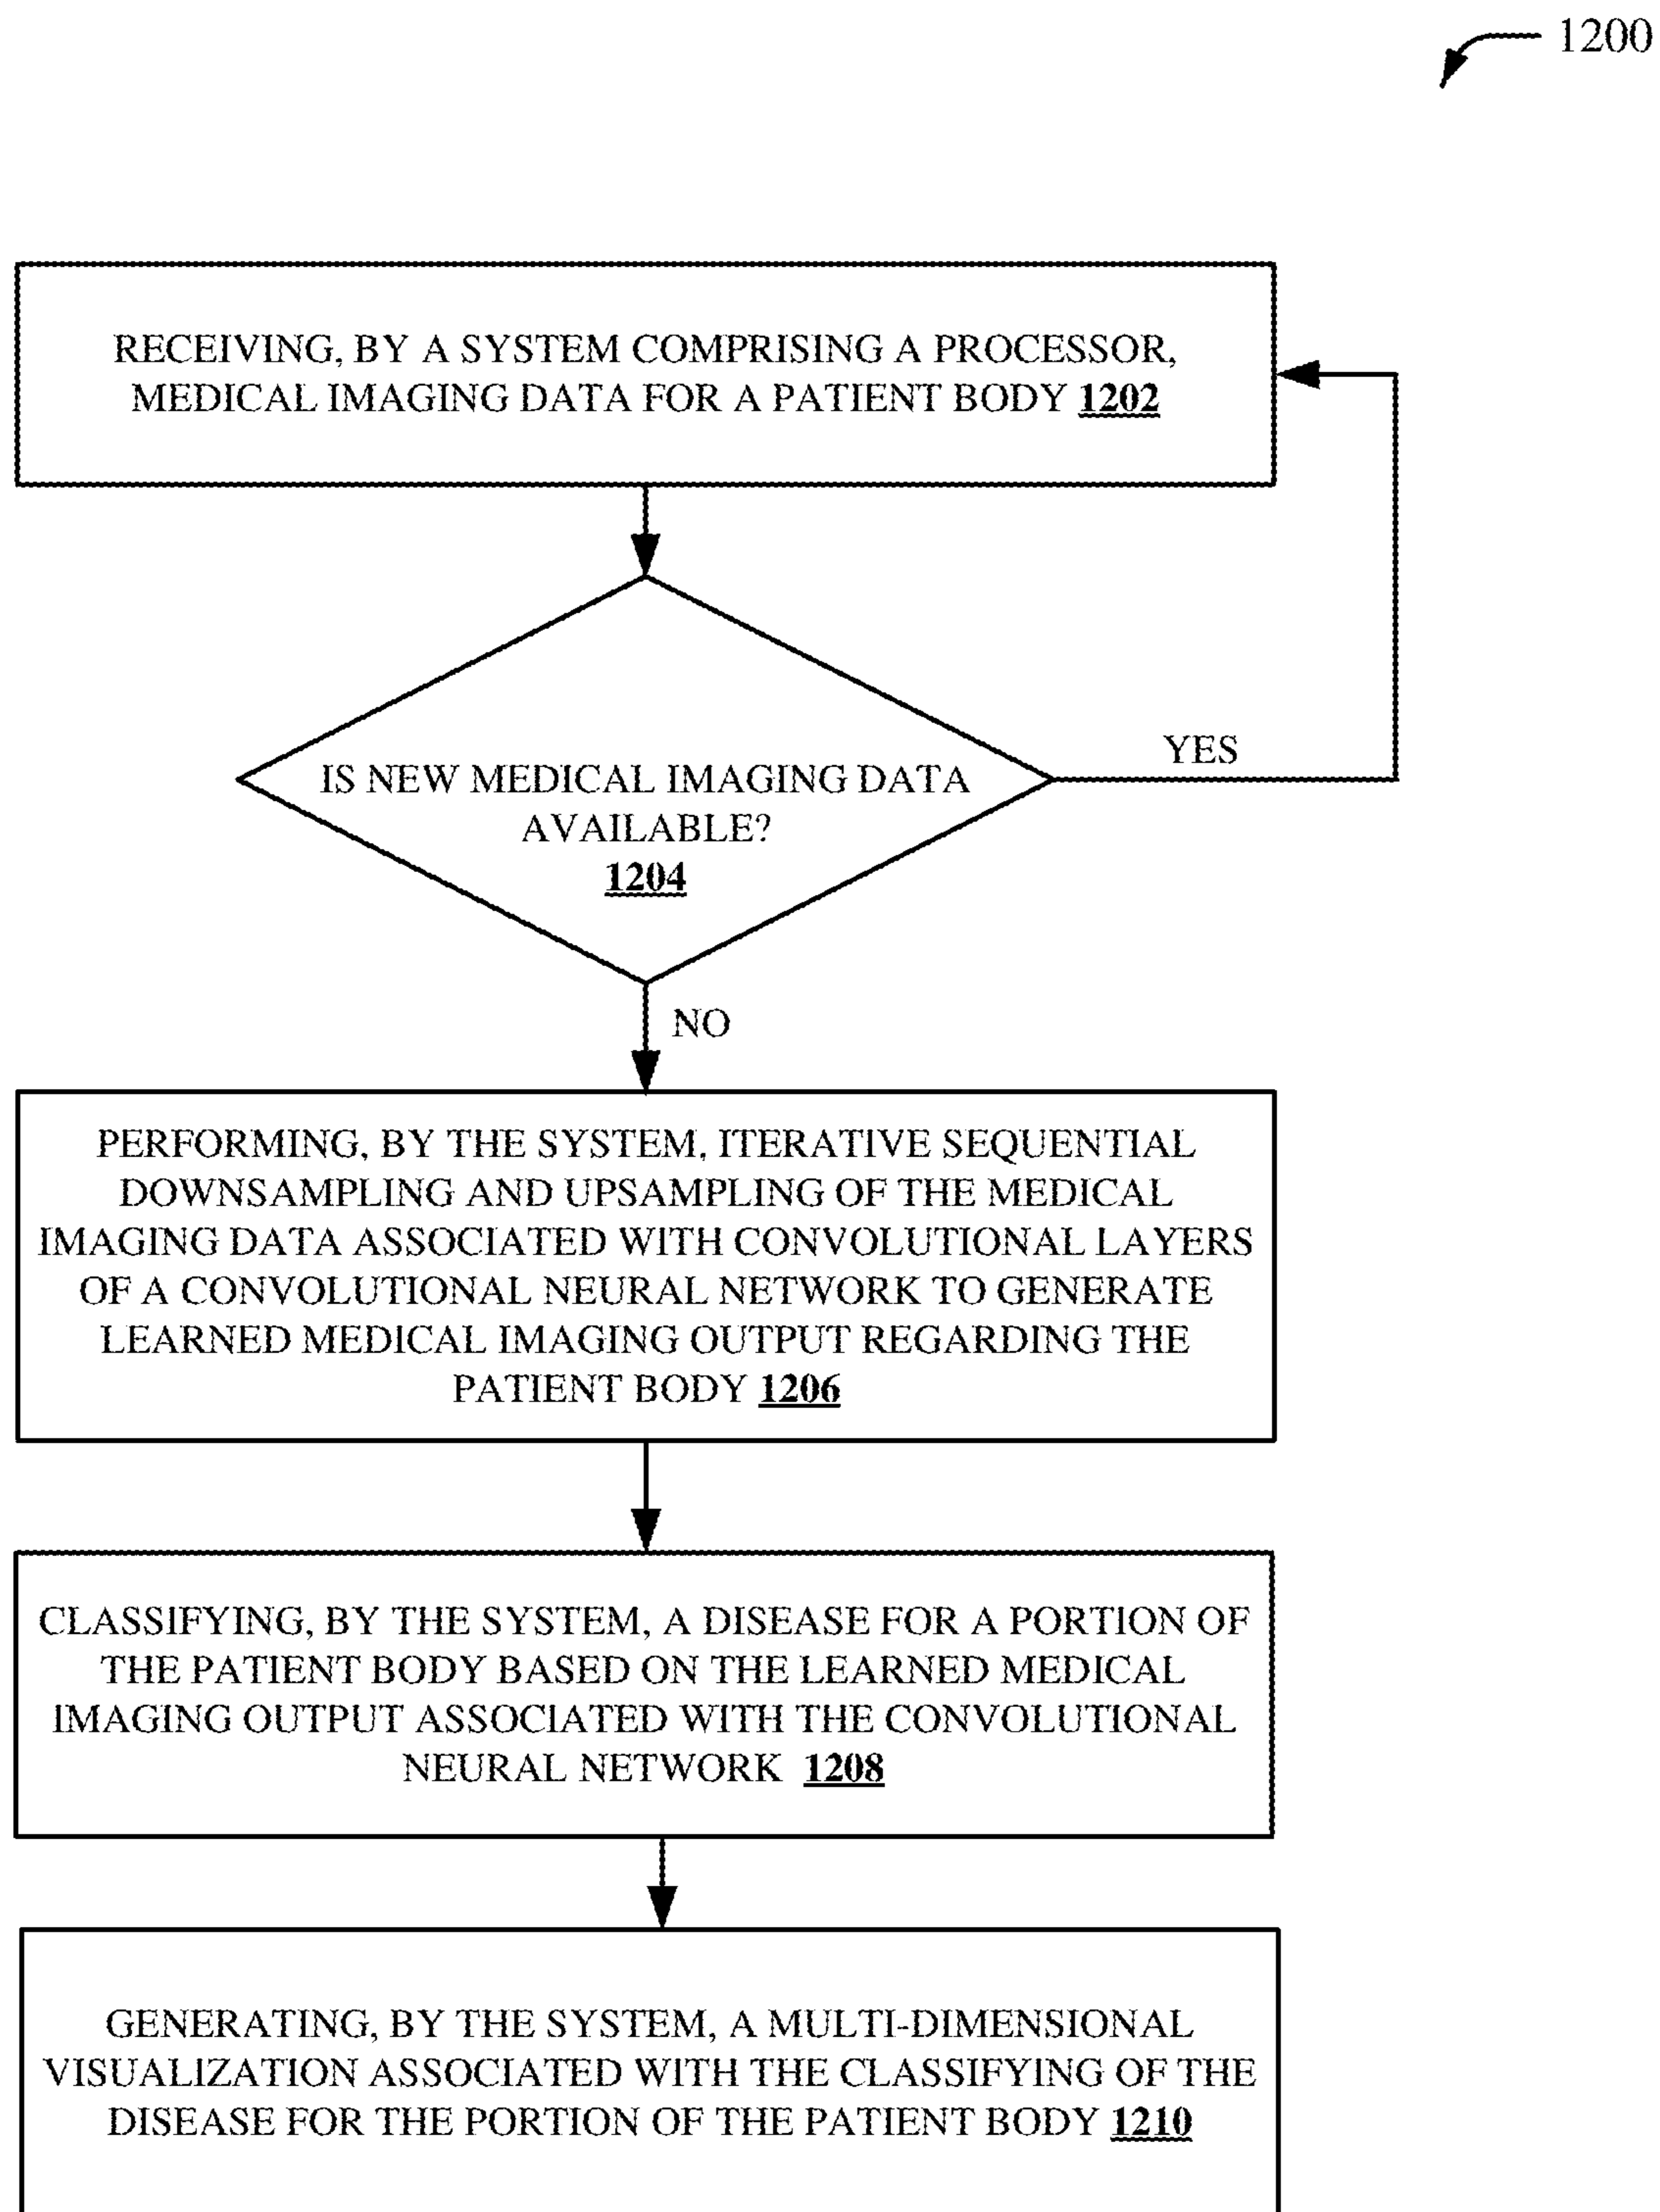 1200
RECEIVING, BY A SYSTEM COMPRISING A PROCESSOR,
MEDICAL IMAGING DATA FOR A PATIENT BODY 1202
IS NEW MEDICAL IMAGING DATA
AVAILABLE?
1204
YES
NO
PERFORMING, BY THE SYSTEM, ITERATIVE SEQUENTIAL
DOWNSAMPLING AND UPSAMPLING OF THE MEDICAL
IMAGING DATA ASSOCIATED WITH CONVOLUTIONAL LAYERS
OF A CONVOLUTIONAL NEURAL NETWORK TO GENERATE
LEARNED MEDICAL IMAGING OUTPUT REGARDING THE
PATIENT BODY 1206
CLASSIFYING, BY THE SYSTEM, A DISEASE FOR A PORTION OF
THE PATIENT BODY BASED ON THE LEARNED MEDICAL
IMAGING OUTPUT ASSOCIATED WITH THE CONVOLUTIONAL
NEURAL NETWORK 1208
GENERATING, BY THE SYSTEM, A MULTI-DIMENSIONAL
VISUALIZATION ASSOCIATED WITH THE CLASSIFYING OF THE
DISEASE FOR THE PORTION OF THE PATIENT BODY 1210